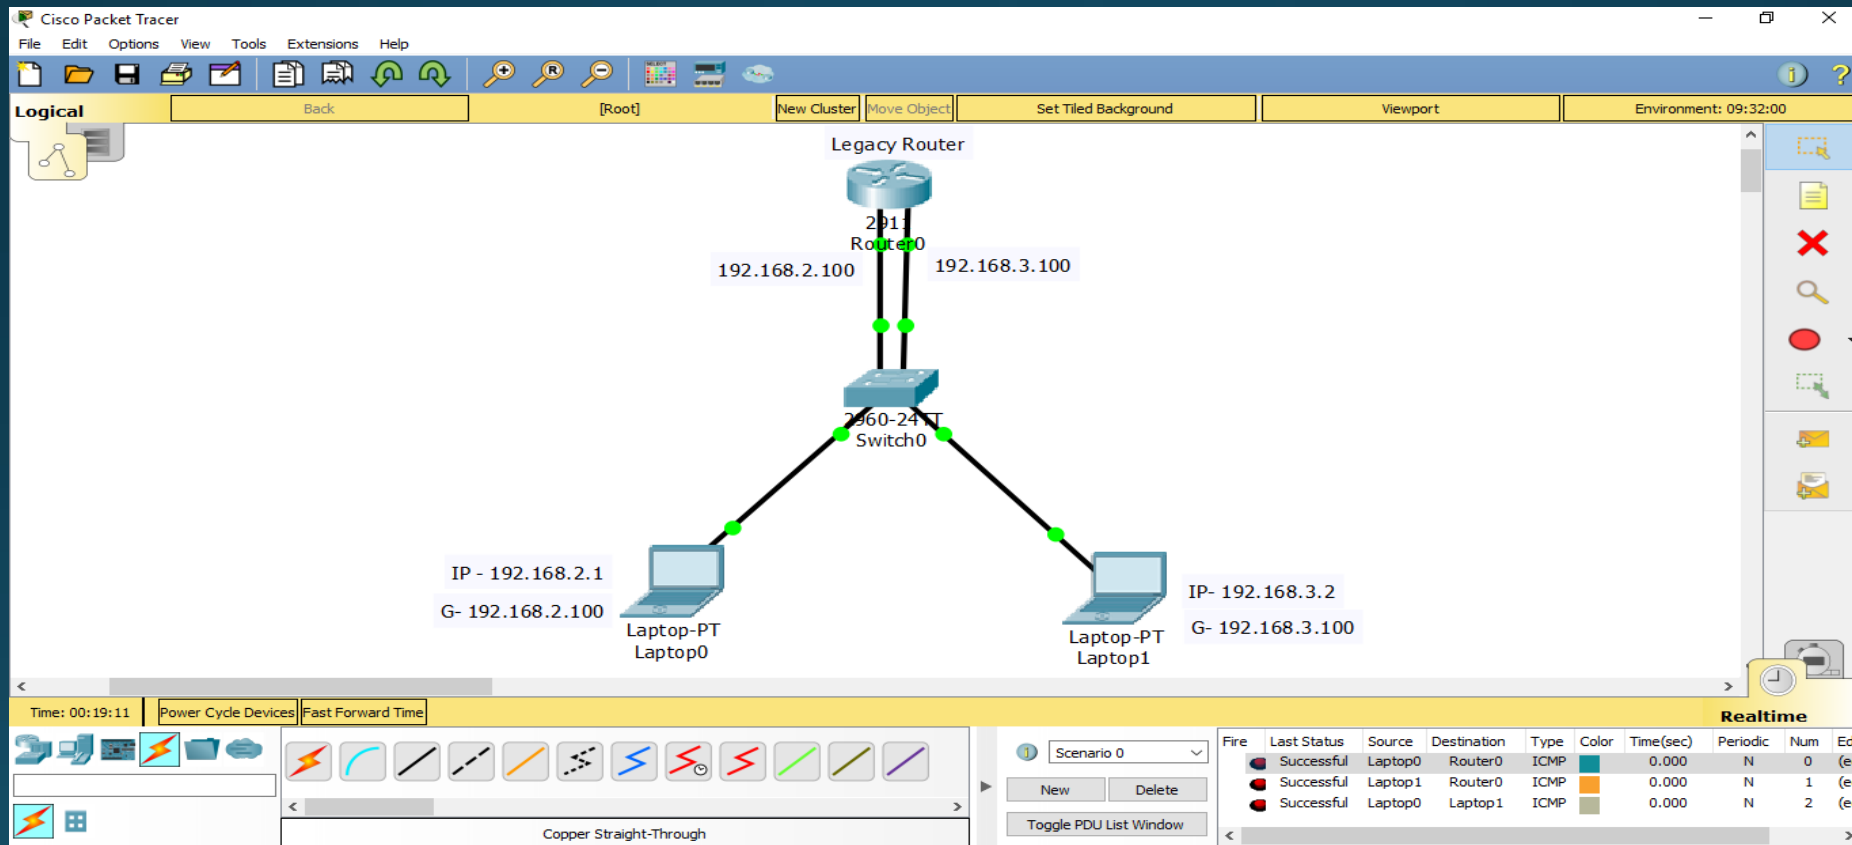 Cisco Packet Tracer
File Edit Options View Tools Extensions Help
Logical Back [Root] New Cluster Move Object Set Tiled Background Viewport Environment: 09:32:00
Legacy Router
2911
Router0
192.168.2.100
192.168.3.100
2960-24TT
Switch0
IP - 192.168.2.1
G- 192.168.2.100
Laptop-PT
Laptop0
IP- 192.168.3.2
G- 192.168.3.100
Laptop-PT
Laptop1
Time: 00:19:11 Power Cycle Devices Fast Forward Time
Realtime
Scenario 0
New Delete
Toggle PDU List Window
Copper Straight-Through
Fire Last Status Source Destination Type Color Time(sec) Periodic Num Ed
Successful Laptop0 Router0 ICMP 0.000 N 0 (e
Successful Laptop1 Router0 ICMP 0.000 N 1 (e
Successful Laptop0 Laptop1 ICMP 0.000 N 2 (e